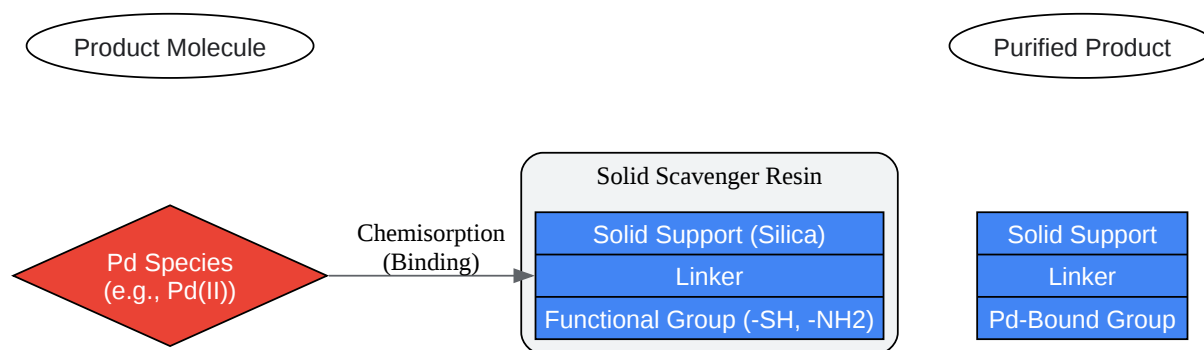 Product Molecule
Purified Product
Solid Scavenger Resin
Pd Species
(e.g., Pd(II))
Chemisorption
(Binding)
Solid Support (Silica)
Linker
Functional Group (-SH, -NH2)
Solid Support
Linker
Pd-Bound Group